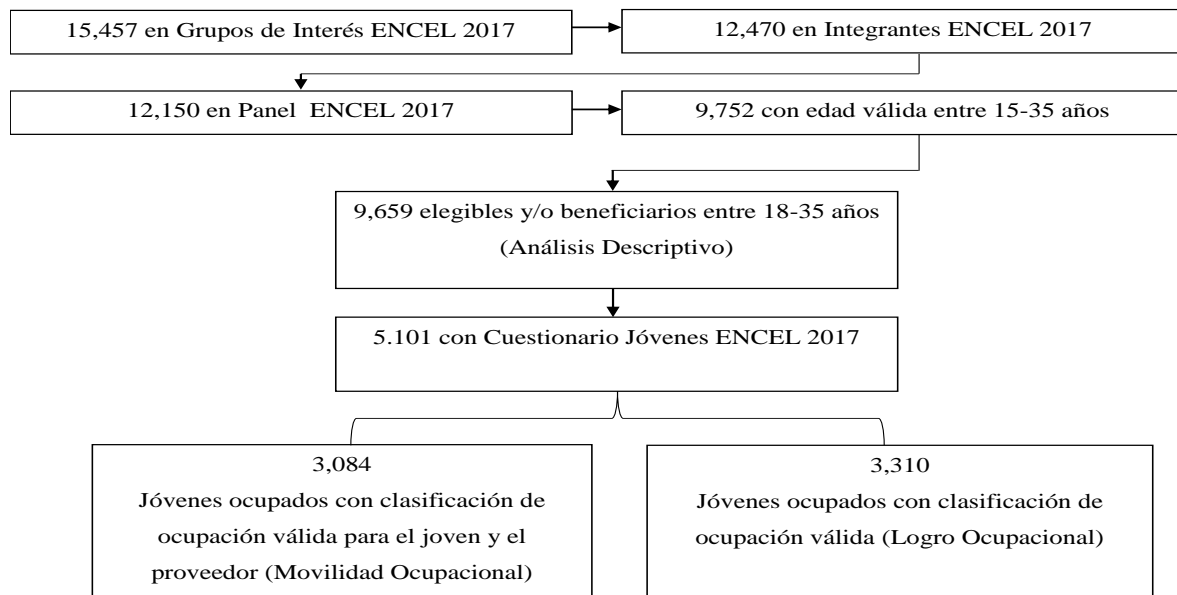 15,457 en Grupos de Interés ENCEL 2017
12,470 en Integrantes ENCEL 2017
12,150 en Panel  ENCEL 2017
9,752 con edad válida entre 15-35 años
9,659 elegibles y/o beneficiarios entre 18-35 años
(Análisis Descriptivo)
5.101 con Cuestionario Jóvenes ENCEL 2017
3,084
Jóvenes ocupados con clasificación de
ocupación válida para el joven y el
proveedor (Movilidad Ocupacional)
3,310
Jóvenes ocupados con clasificación de
ocupación válida (Logro Ocupacional)